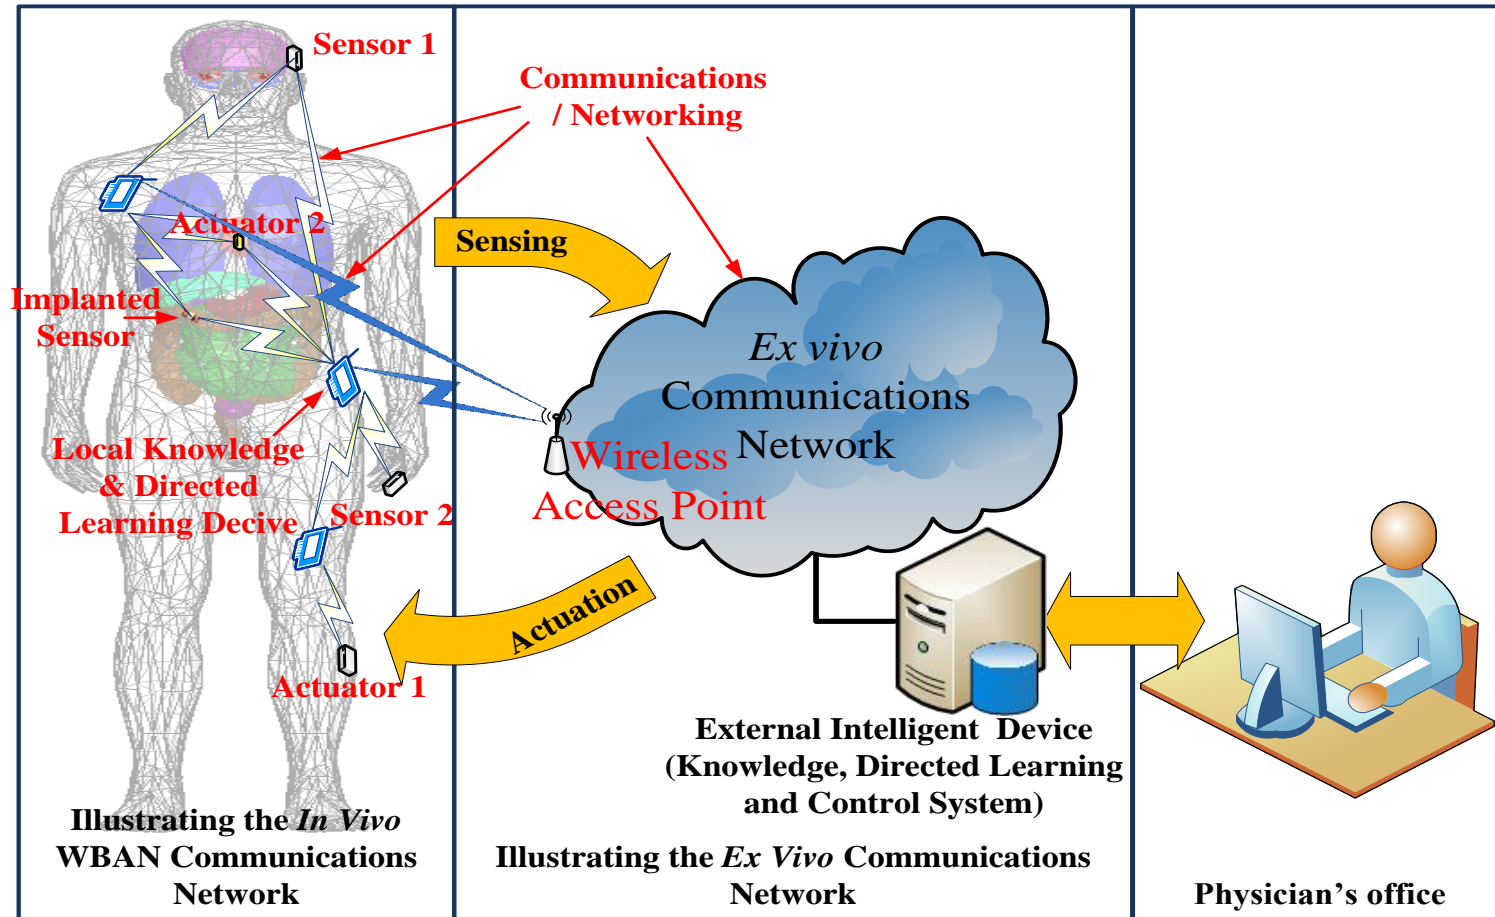 Sensor 1
Communications
/ Networking
Actuator 2
Sensing
Implanted
Sensor
Ex vivo
Communications
Network
Wireless
Access Point
Local Knowledge
& Directed
Learning Decive
Sensor 2
Actuation
Actuator 1
External Intelligent Device
(Knowledge, Directed Learning
and Control System)
Illustrating the In Vivo
WBAN Communications
Network
Illustrating the Ex Vivo Communications
Network
Physician's office